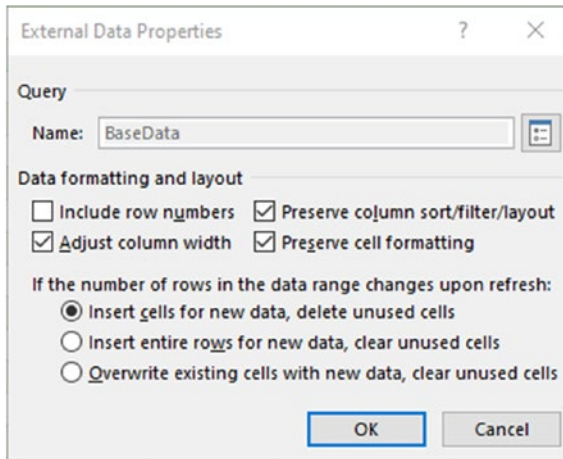 External Data Properties ? ×
Query
Name: BaseData
Data formatting and layout
Include row numbers Preserve column sort/filter/layout
Adjust column width Preserve cell formatting
If the number of rows in the data range changes upon refresh:
Insert cells for new data, delete unused cells
Insert entire rows for new data, clear unused cells
Overwrite existing cells with new data, clear unused cells
OK Cancel